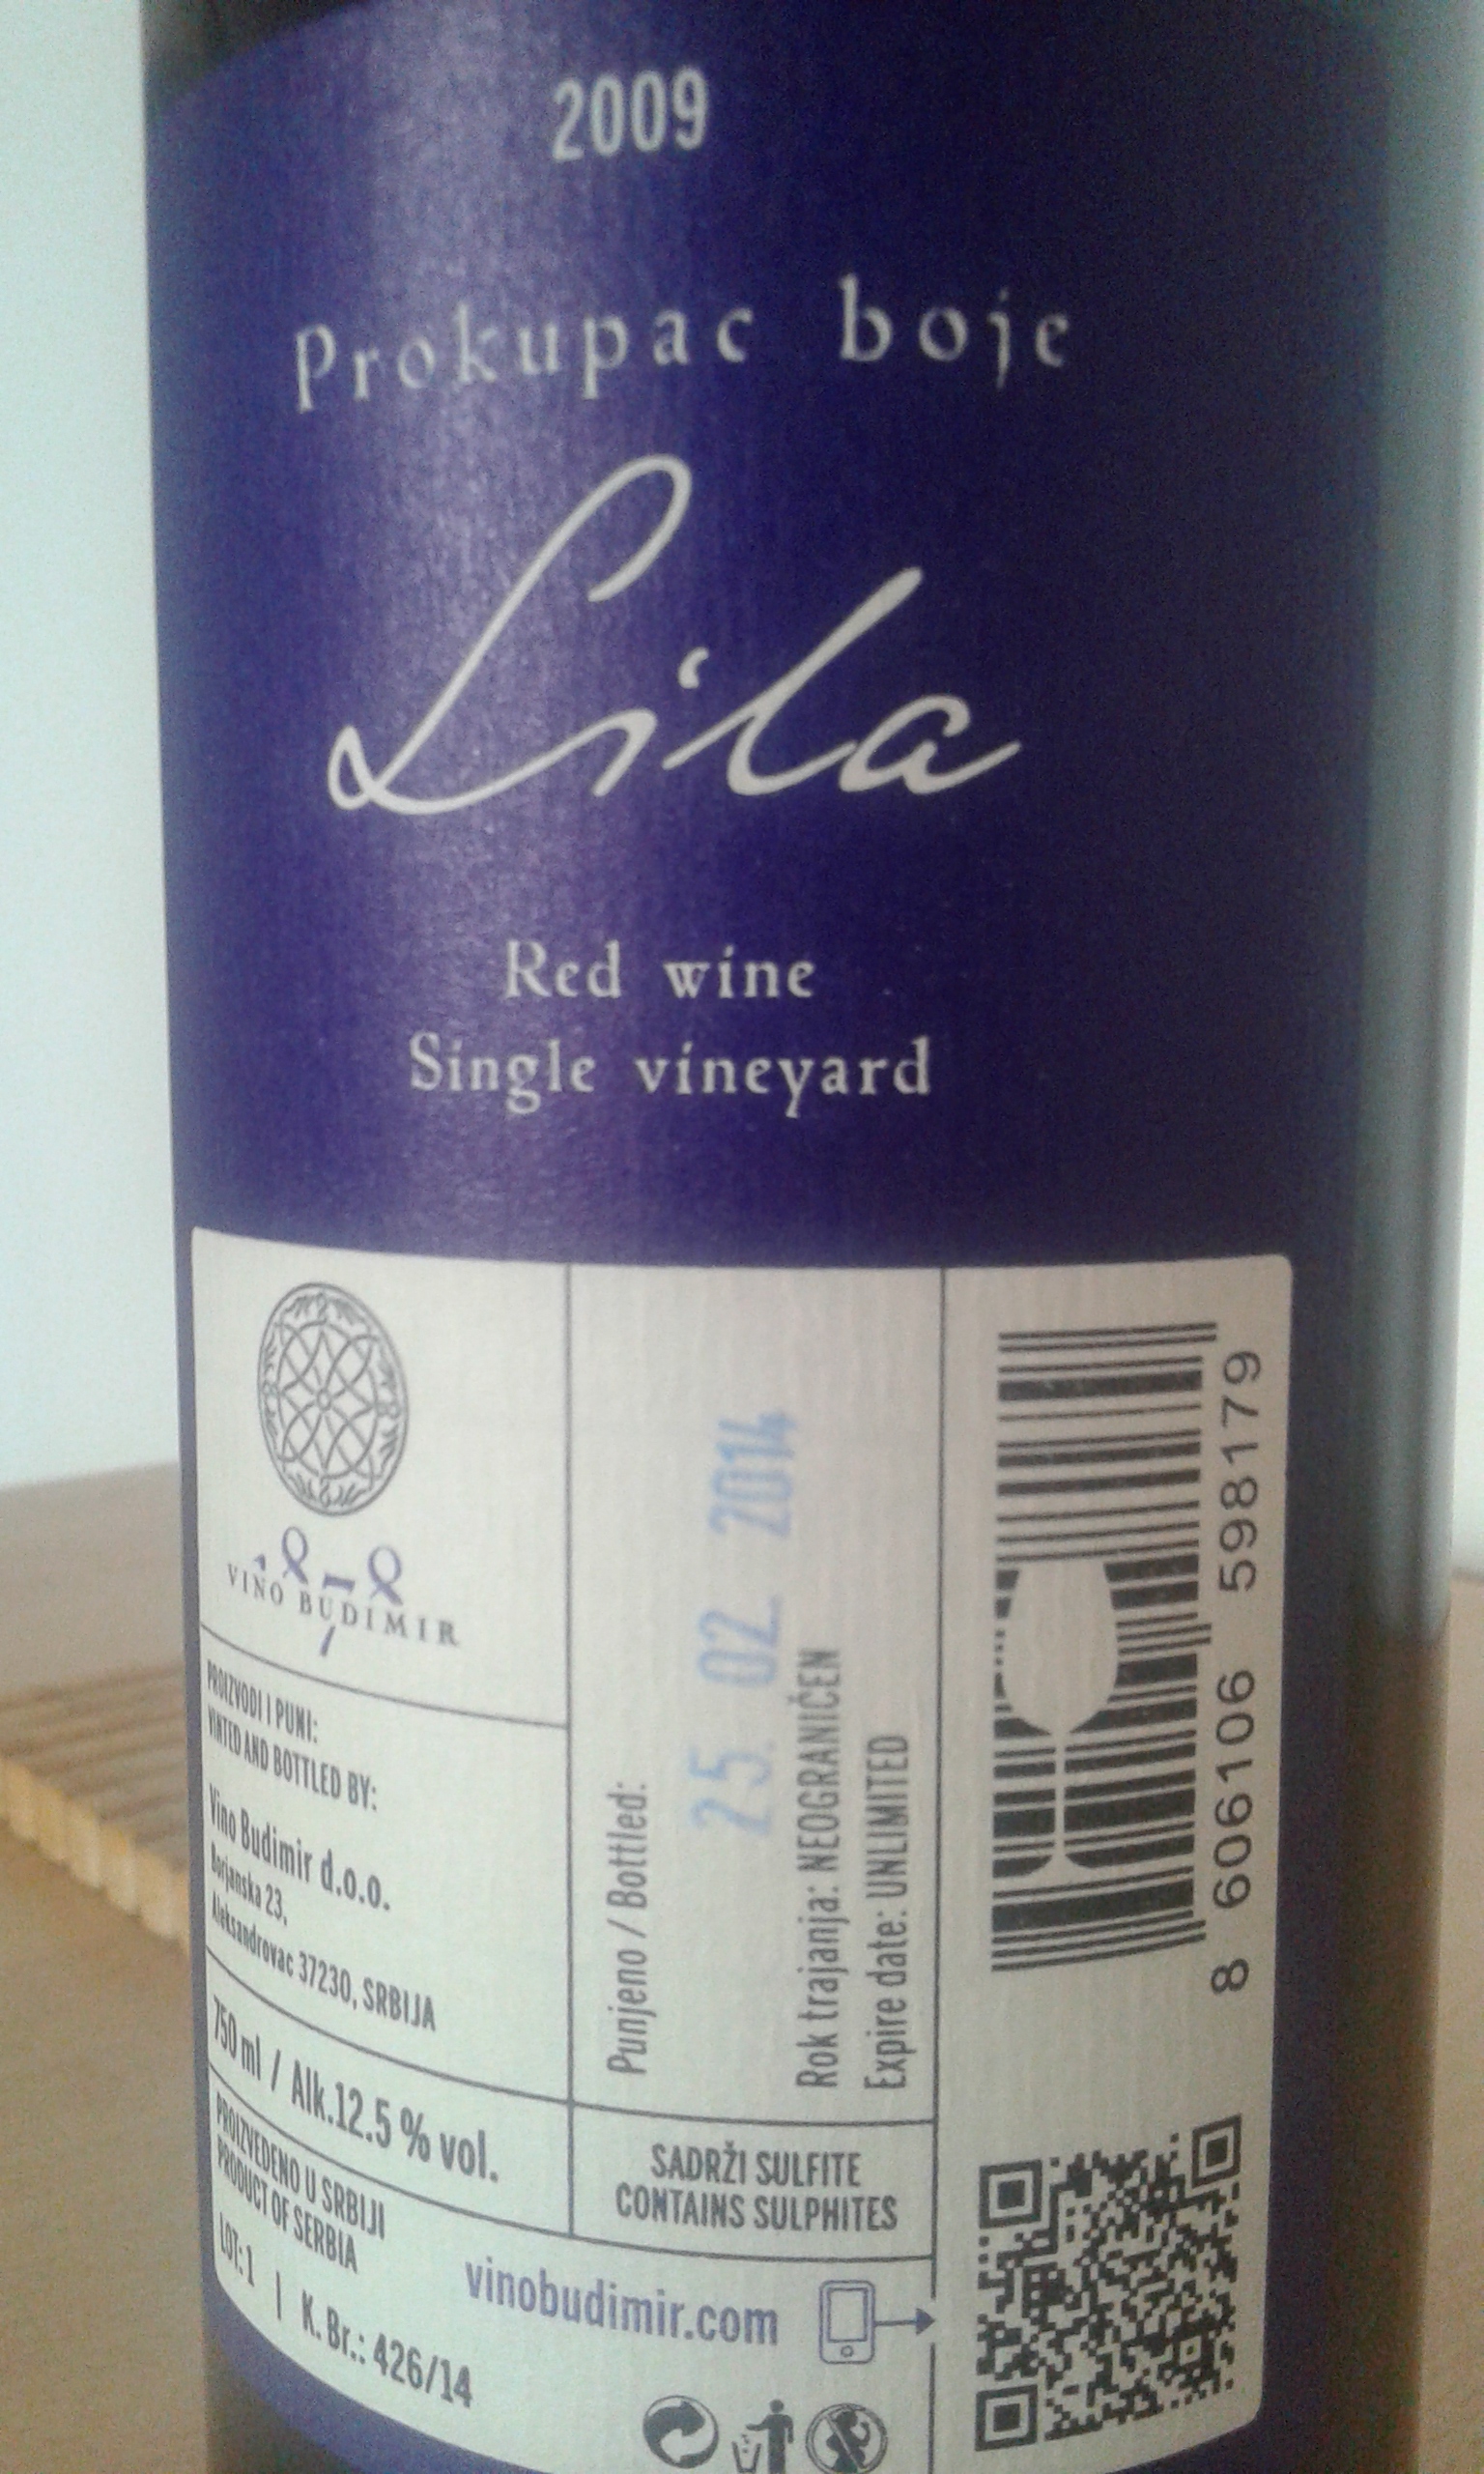 2009
Prokupac boje
Lila
Red wine
Single vineyard
VINO BUDIMIR
PROIZVODI I PUNI:
VINTED AND BOTTLED BY:
Vino Budimir d.o.o.
Borjanska 23,
Aleksandrovac 37230, SRBIJA
750 ml / Alk.12.5 % vol.
PROIZVEDENO U SRBIJI
PRODUCT OF SERBIA
LOT: 1 | K. Br.: 426/14
Punjeno / Bottled:
25. 02. 2014
Rok trajanja: NEOGRANIČEN
Expire date: UNLIMITED
SADRŽI SULFITE
CONTAINS SULPHITES
vinobudimir.com
8 606106 598179